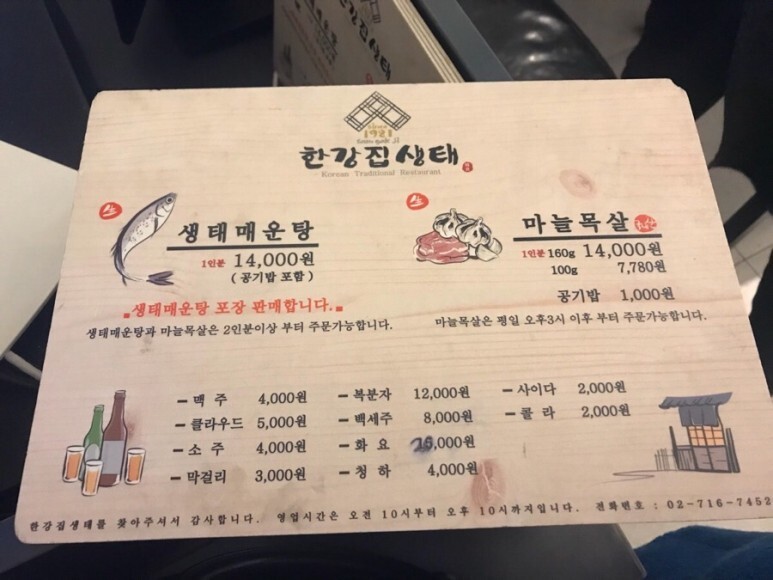 한강집생태
Since
1921
한강집생태
Korean Traditional Restaurant
생
생태매운탕
1인분 14,000원
( 공기밥 포함 )
생태매운탕 포장 판매합니다.
생태매운탕과 마늘목살은 2인분이상 부터 주문가능합니다.
생
마늘목살
1인분 160g 14,000원
100g 7,780원
공기밥 1,000원
마늘목살은 평일 오후3시 이후 부터 주문가능합니다.
맥 주 4,000원
클라우드 5,000원
소 주 4,000원
막걸리 3,000원
복분자 12,000원
백세주 8,000원
화 요 ,000원
청 하 4,000원
사이다 2,000원
콜 라 2,000원
한강집생태를 찾아주셔서 감사합니다. 영업시간은 오전 10시부터 오후 10시까지입니다. 전화번호 : 02-716-7452